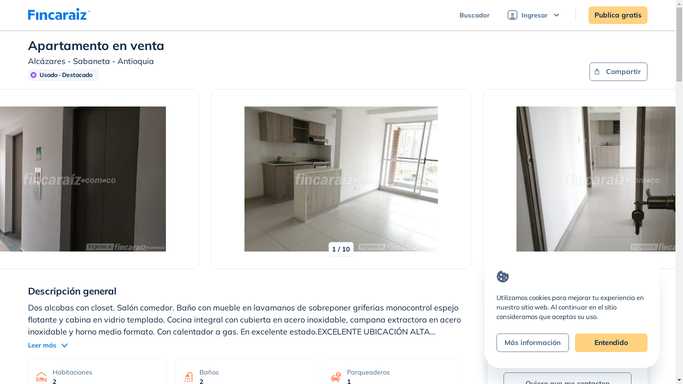 Fincaraíz
Buscador
Ingresar
Publica gratis
Apartamento en venta
Alcázares - Sabaneta - Antioquia
Usado - Destacado
Compartir
fincaraíz.com.co
fincaraíz.com.co
fincaraíz.com.co
1 / 10
Descripción general
Dos alcobas con closet. Salón comedor. Baño con mueble en lavamanos de sobreponer griferías monocontrol espejo
flotante y cabina en vidrio templado. Cocina integral con cubierta en acero inoxidable, campana extractora en acero
inoxidable y horno medio formato. Con calentador a gas. En excelente estado.EXCELENTE UBICACIÓN ALTA...
Leer más
Habitaciones
2
Baños
2
Parqueaderos
1
Utilizamos cookies para mejorar tu experiencia en
nuestro sitio web. Al continuar en el sitio
consideramos que aceptas su uso.
Más información
Entendido
Quiero que me contacten